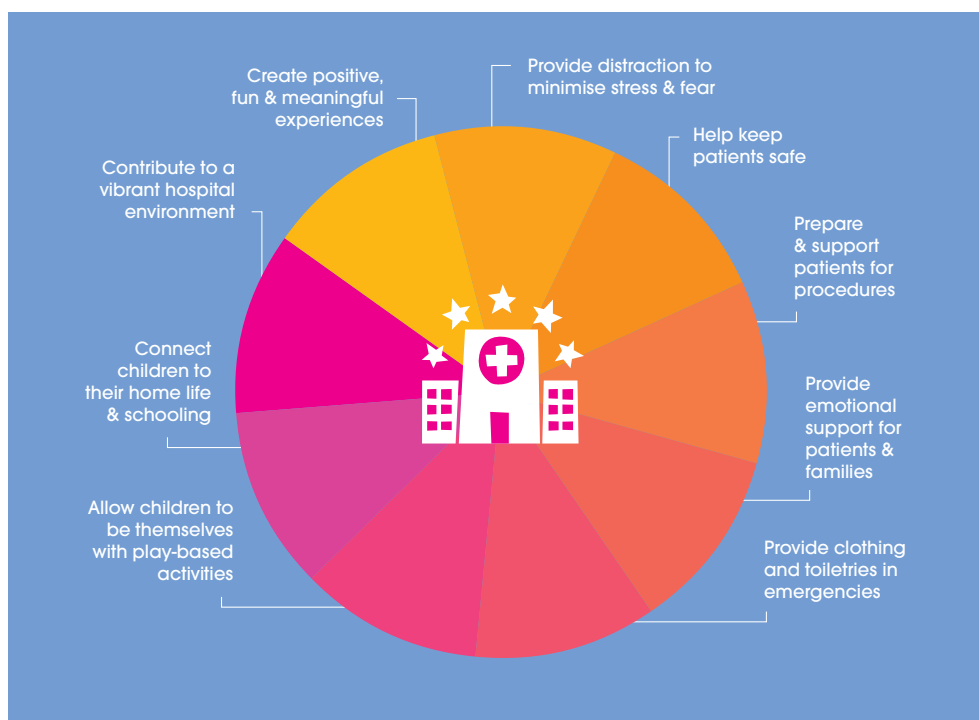 Create positive,
fun & meaningful
experiences
Provide distraction to
minimise stress & fear
Help keep
patients safe
Prepare
& support
patients for
procedures
Provide
emotional
support for
patients &
families
Provide clothing
and toiletries in
emergencies
Allow children to
be themselves
with play-based
activities
Connect
children to
their home life
& schooling
Contribute to a
vibrant hospital
environment